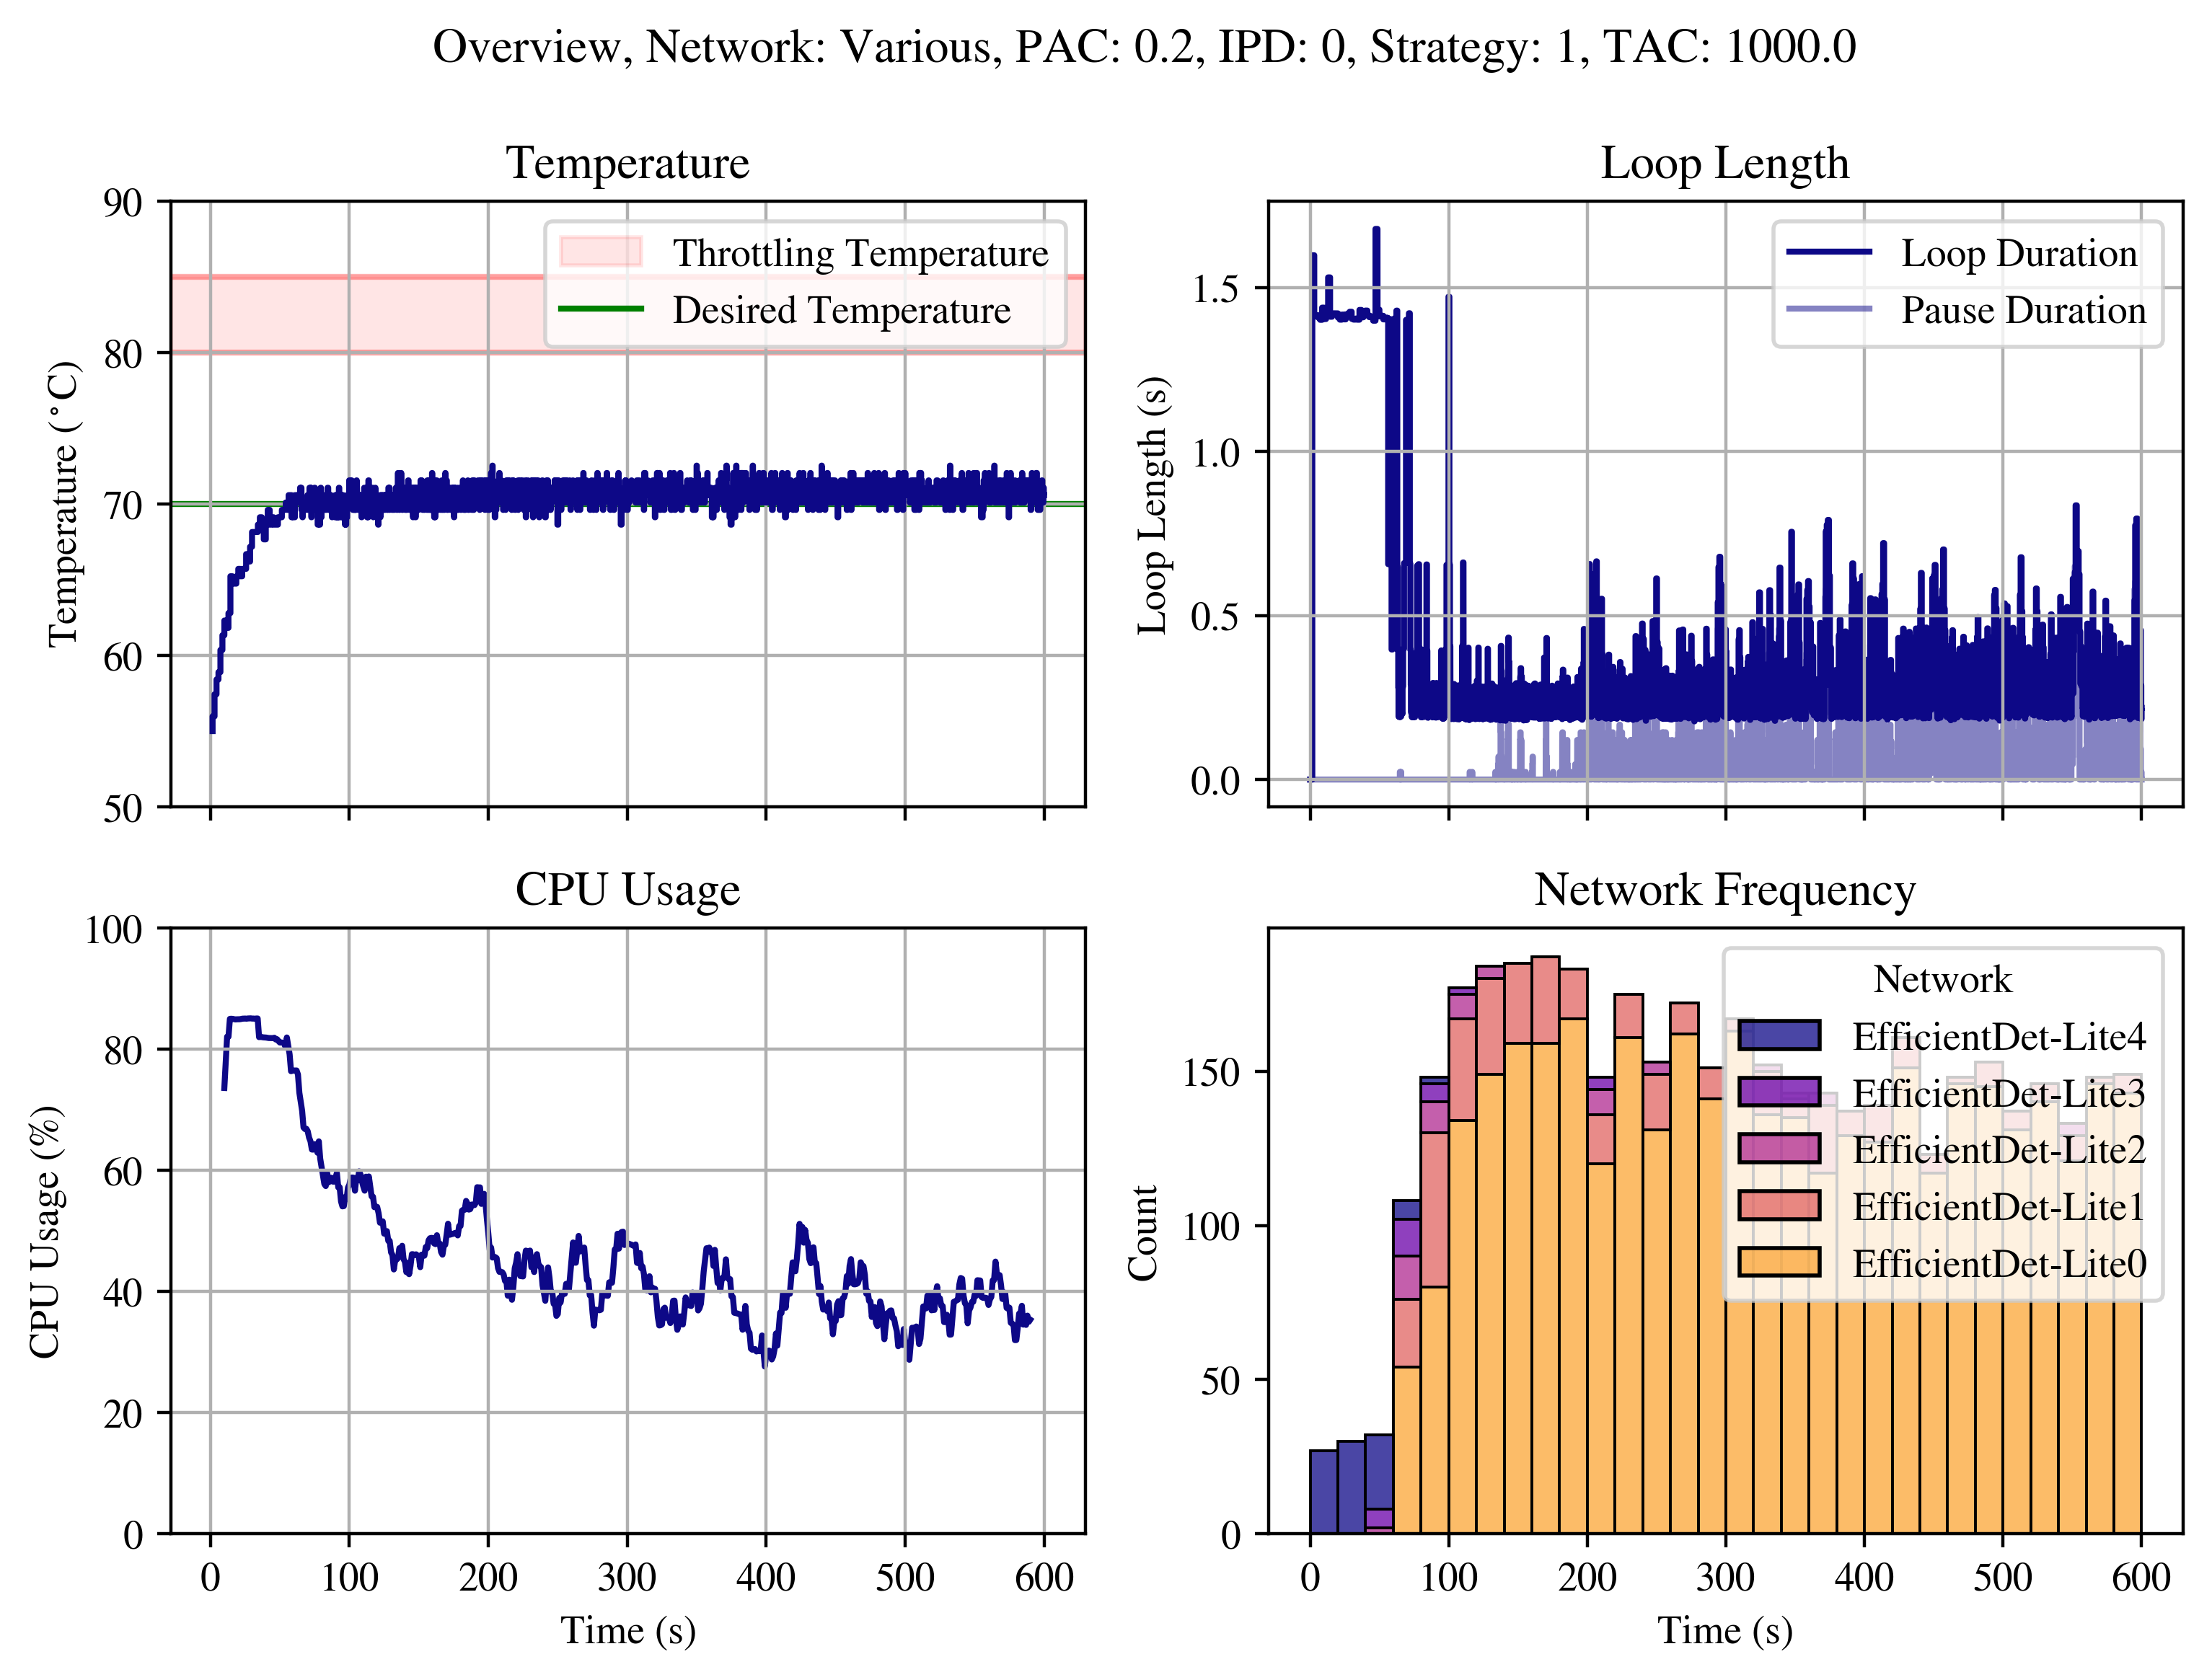 Overview, Network: Various, PAC: 0.2, IPD: 0, Strategy: 1, TAC: 1000.0
Temperature
90
80
70
60
50
Temperature (°C)
Throttling Temperature
Desired Temperature
Loop Length
1.5
1.0
0.5
0.0
Loop Length (s)
Loop Duration
Pause Duration
CPU Usage
100
80
60
40
20
0
CPU Usage (%)
0 100 200 300 400 500 600
Time (s)
Network Frequency
150
100
50
0
Count
Network
EfficientDet-Lite4
EfficientDet-Lite3
EfficientDet-Lite2
EfficientDet-Lite1
EfficientDet-Lite0
0 100 200 300 400 500 600
Time (s)